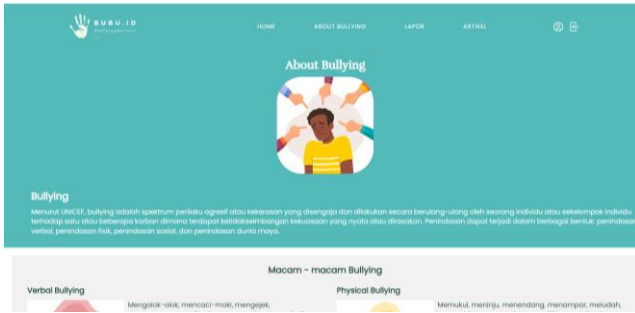 BUBU.ID
HOME
ABOUT BULLYING
LAPOR
ARTIKEL
About Bullying
Bullying
Menurut UNICEF, bullying adalah spektrum perilaku agresif atau kekerasan yang disengaja dan dilakukan secara berulang-ulang oleh seorang individu atau sekelompok individu
terhadap satu atau beberapa korban dimana terdapat ketidakseimbangan kekuasaan yang nyata atau dirasakan. Penindasan dapat terjadi dalam berbagai bentuk: penindasan
verbal, penindasan fisik, penindasan sosial, dan penindasan dunia maya.
Macam - macam Bullying
Verbal Bullying
Mengolok-olok, mencaci-maki, mengejek,
Physical Bullying
Memukul, meninju, menendang, menampar, meludah,